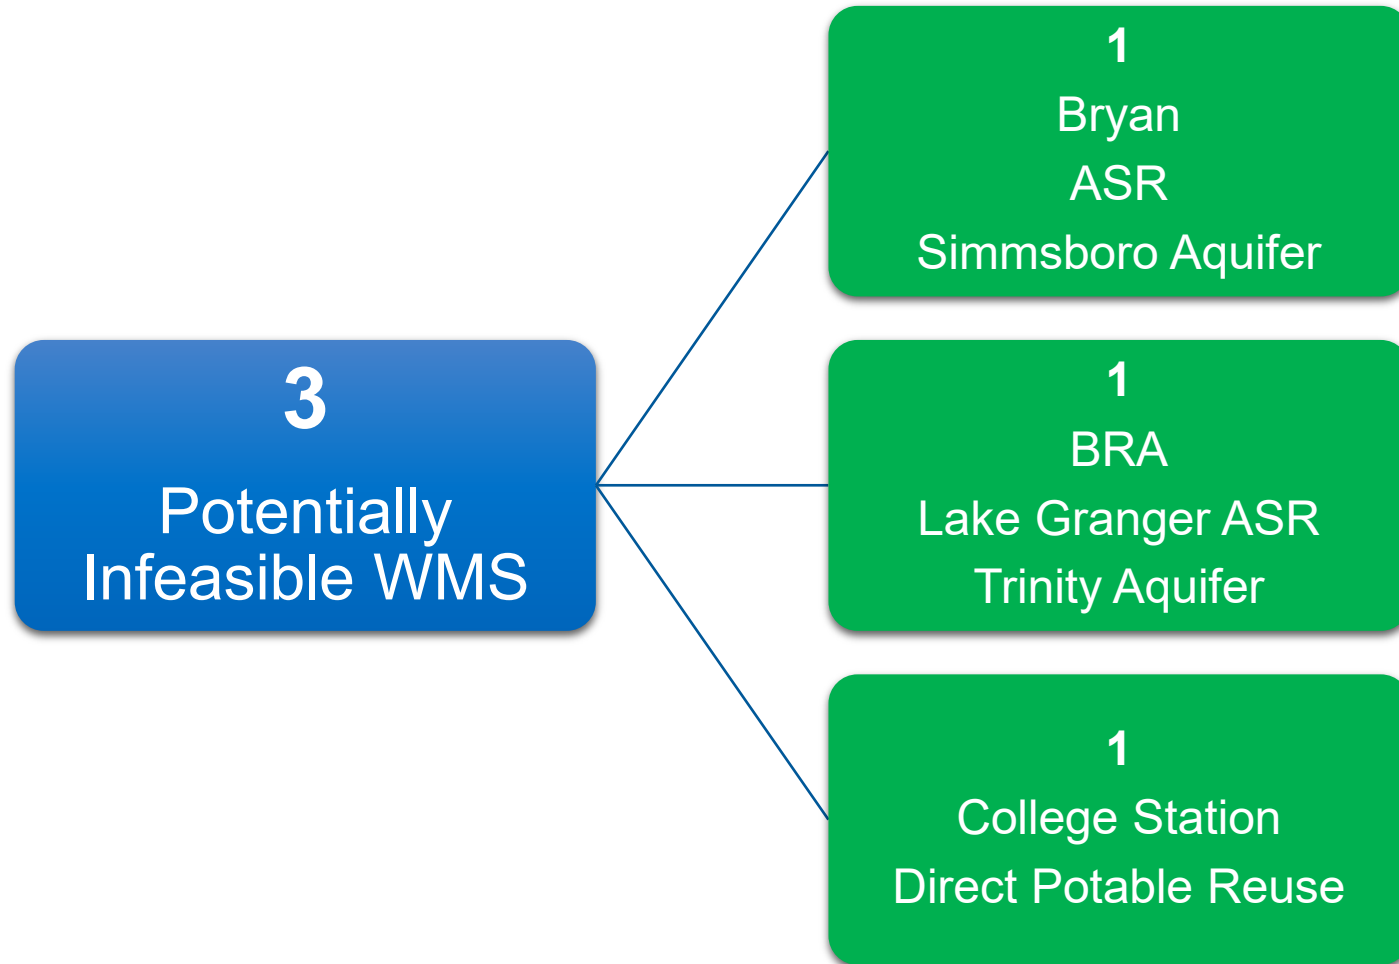 3
Potentially
Infeasible WMS
1
Bryan
ASR
Simmsboro Aquifer
1
BRA
Lake Granger ASR
Trinity Aquifer
1
College Station
Direct Potable Reuse